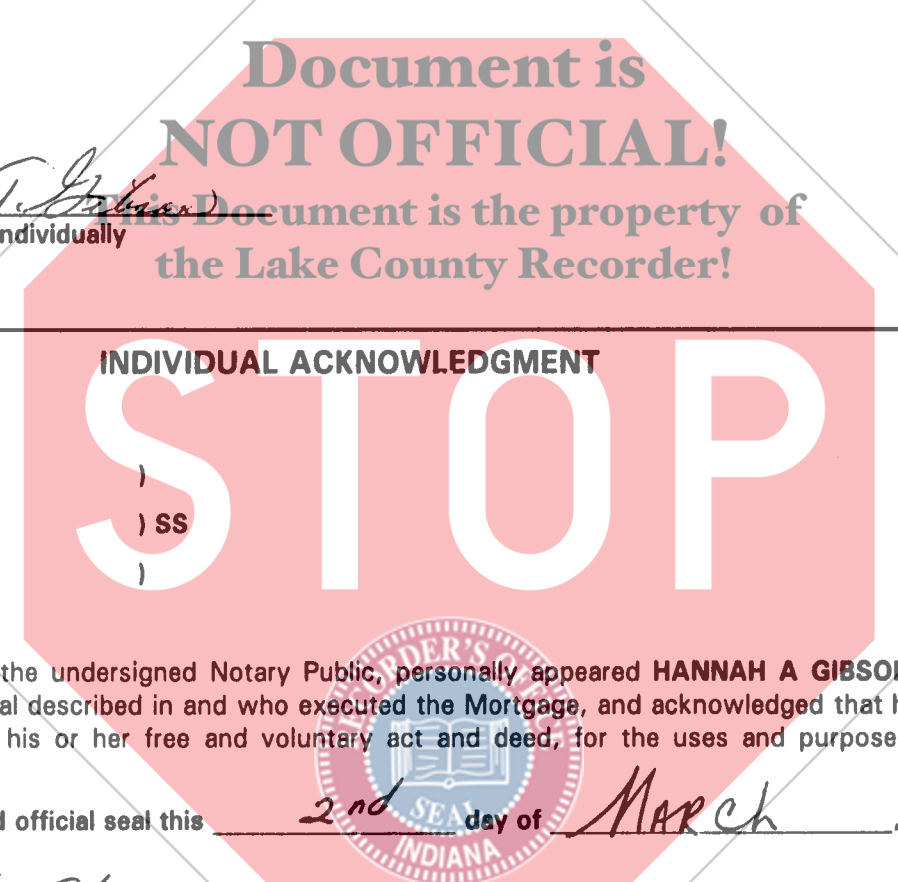 Document is
NOT OFFICIAL!
This Document is the property of
the Lake County Recorder!
ndividually
INDIVIDUAL ACKNOWLEDGMENT
STOP
)
) SS
)
the undersigned Notary Public, personally appeared HANNAH A GIBSO
al described in and who executed the Mortgage, and acknowledged that h
his or her free and voluntary act and deed, for the uses and purpose
d official seal this 2nd day of MARCh
RECORDER'S OFFICE
SEAL
INDIANA